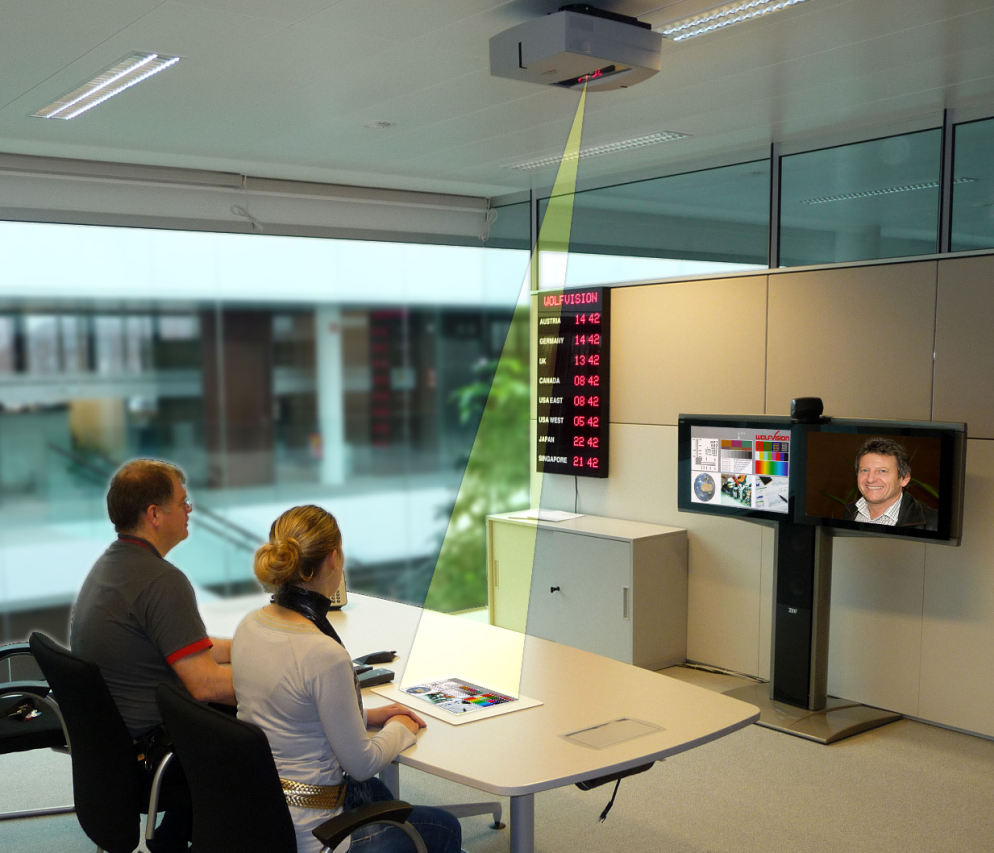 WOLFVISION
AUSTRIA 14 42
GERMANY 14 42
UK 13 42
CANADA 08 42
USA EAST 08 42
USA WEST 05 42
JAPAN 22 42
SINGAPORE 21 42
WOLFVISION